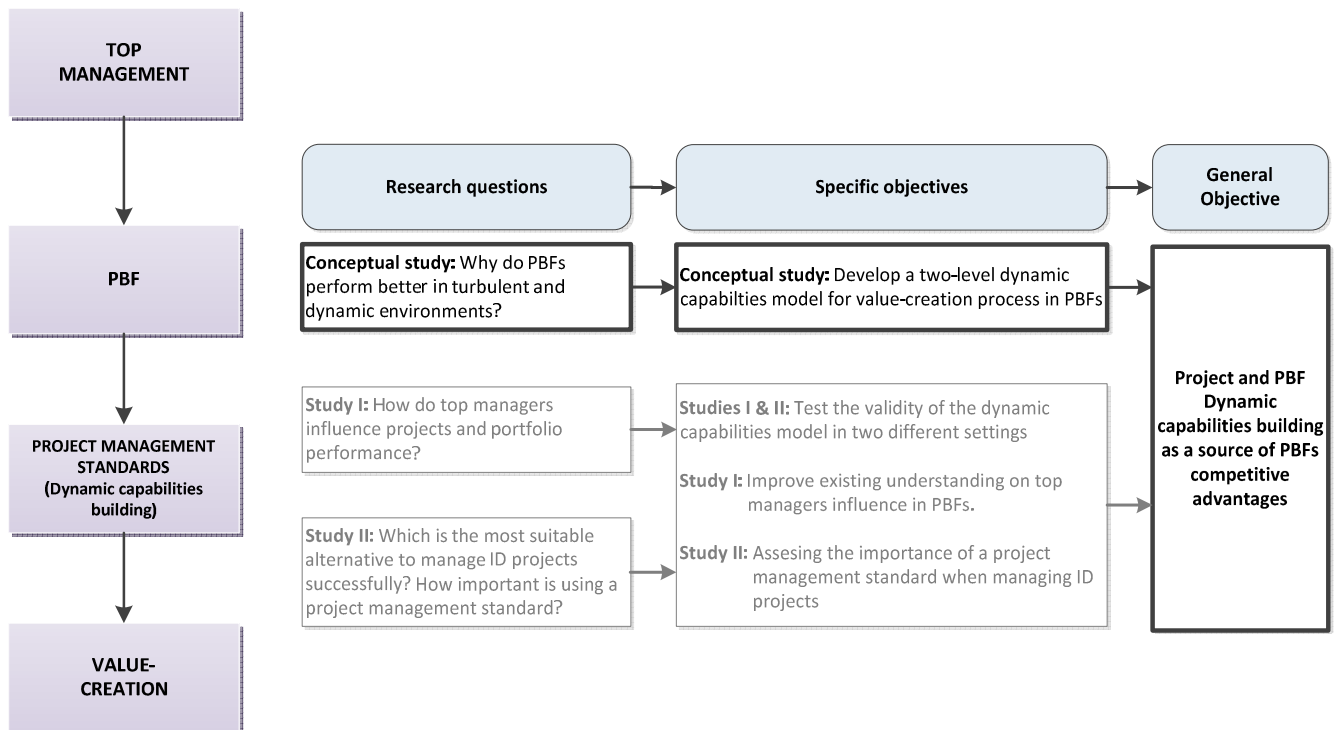 TOP
MANAGEMENT
PBF
PROJECT MANAGEMENT
STANDARDS
(Dynamic capabilities
building)
VALUE-
CREATION
Research questions
Specific objectives
General
Objective
Conceptual study: Why do PBFs
perform better in turbulent and
dynamic environments?
Conceptual study: Develop a two-level dynamic
capabilties model for value-creation process in PBFs
Study I: How do top managers
influence projects and portfolio
performance?
Study II: Which is the most suitable
alternative to manage ID projects
successfully? How important is using a
project management standard?
Studies I & II: Test the validity of the dynamic
capabilities model in two different settings
Study I: Improve existing understanding on top
managers influence in PBFs.
Study II: Assesing the importance of a project
management standard when managing ID
projects
Project and PBF
Dynamic
capabilities building
as a source of PBFs
competitive
advantages